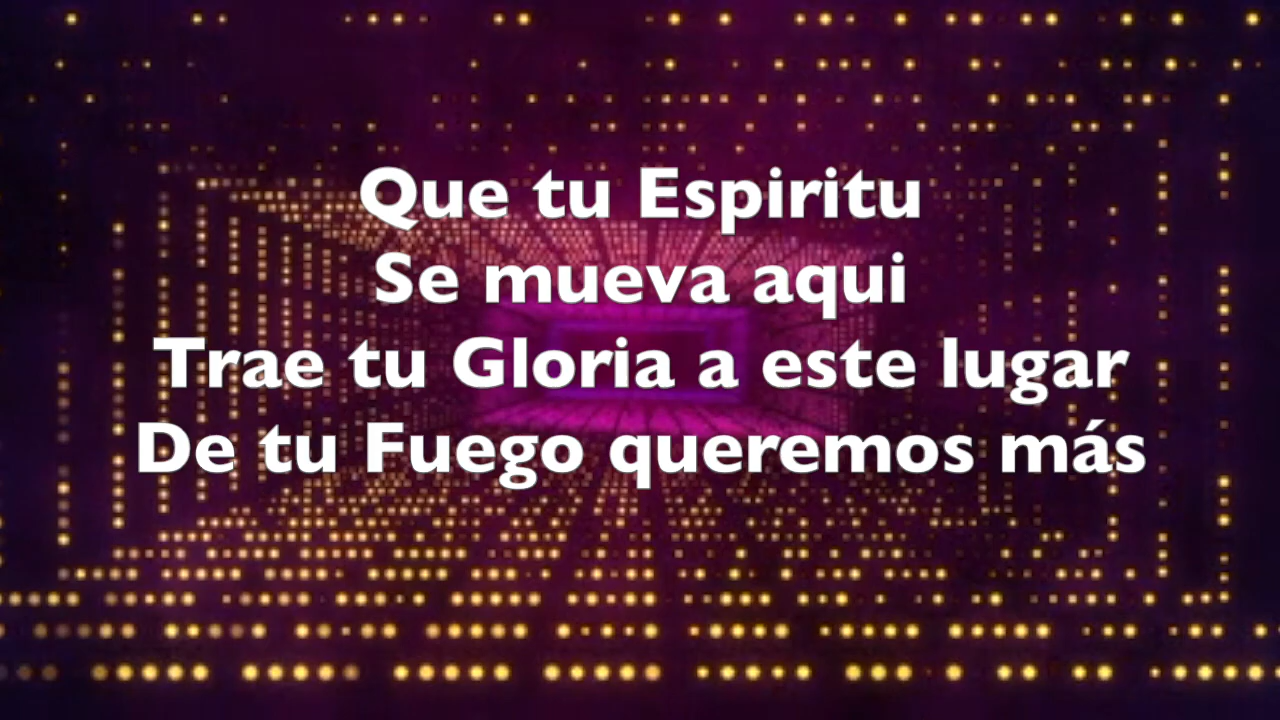 Que tu Espiritu
Se mueva aqui
Trae tu Gloria a este lugar
De tu Fuego queremos más